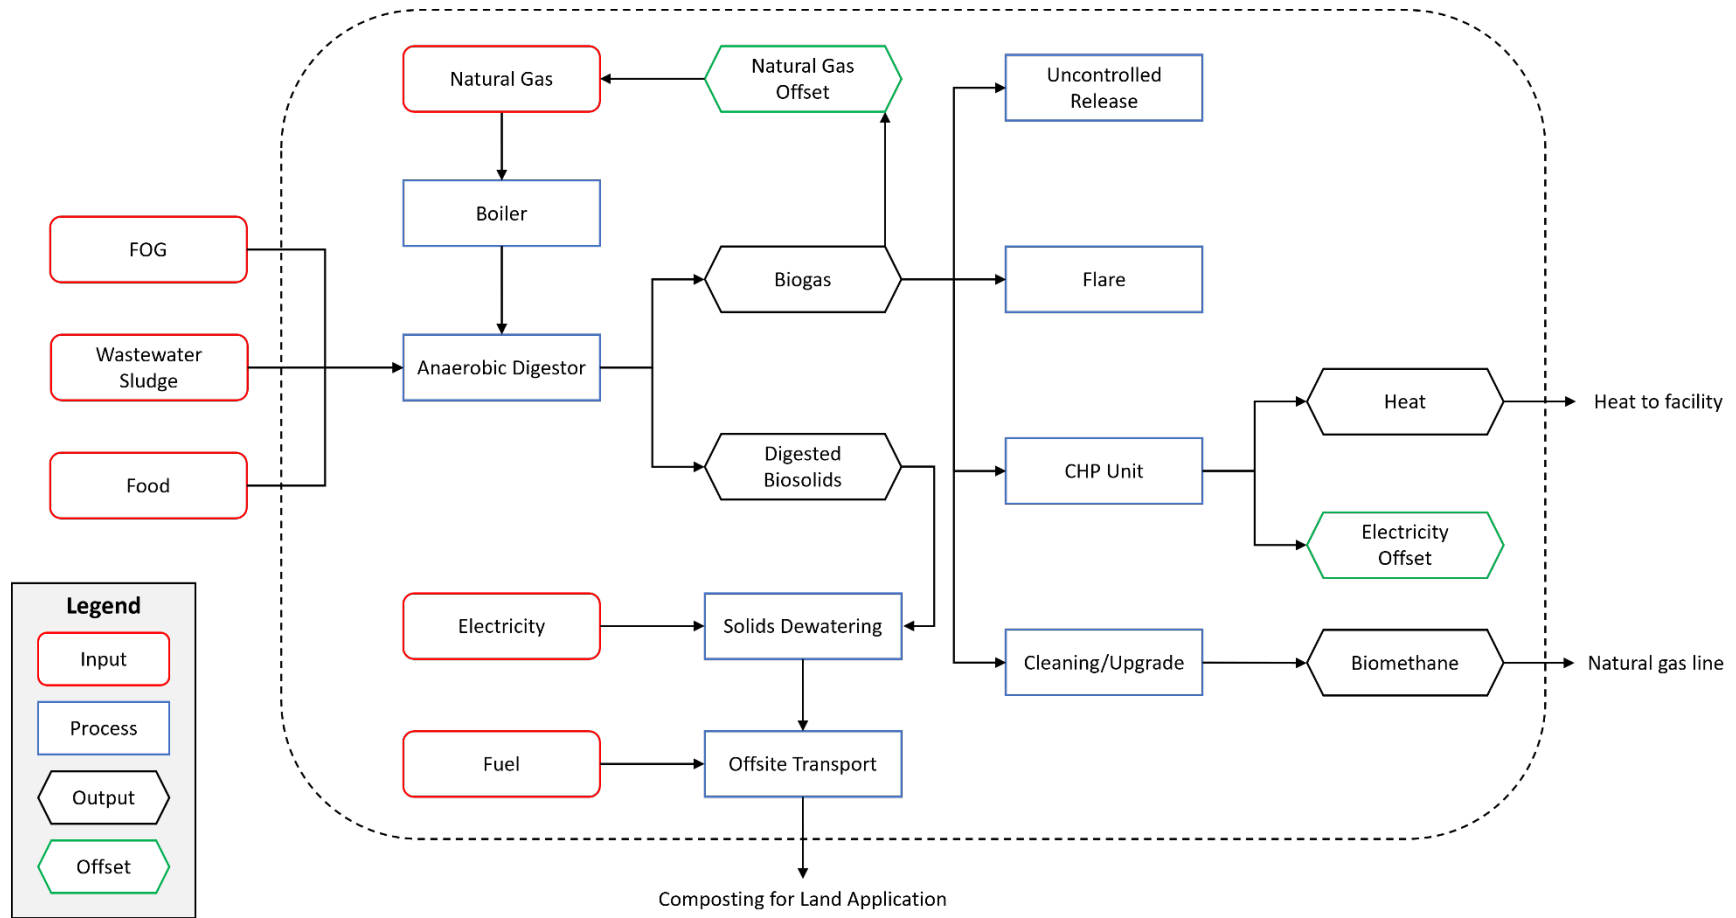 Natural Gas
Natural Gas
Offset
Uncontrolled
Release
Boiler
FOG
Biogas
Flare
Wastewater
Sludge
Anaerobic Digestor
Heat
Heat to facility
Food
Digested
Biosolids
CHP Unit
Electricity
Offset
Electricity
Solids Dewatering
Cleaning/Upgrade
Biomethane
Natural gas line
Fuel
Offsite Transport
Composting for Land Application
Legend
Input
Process
Output
Offset